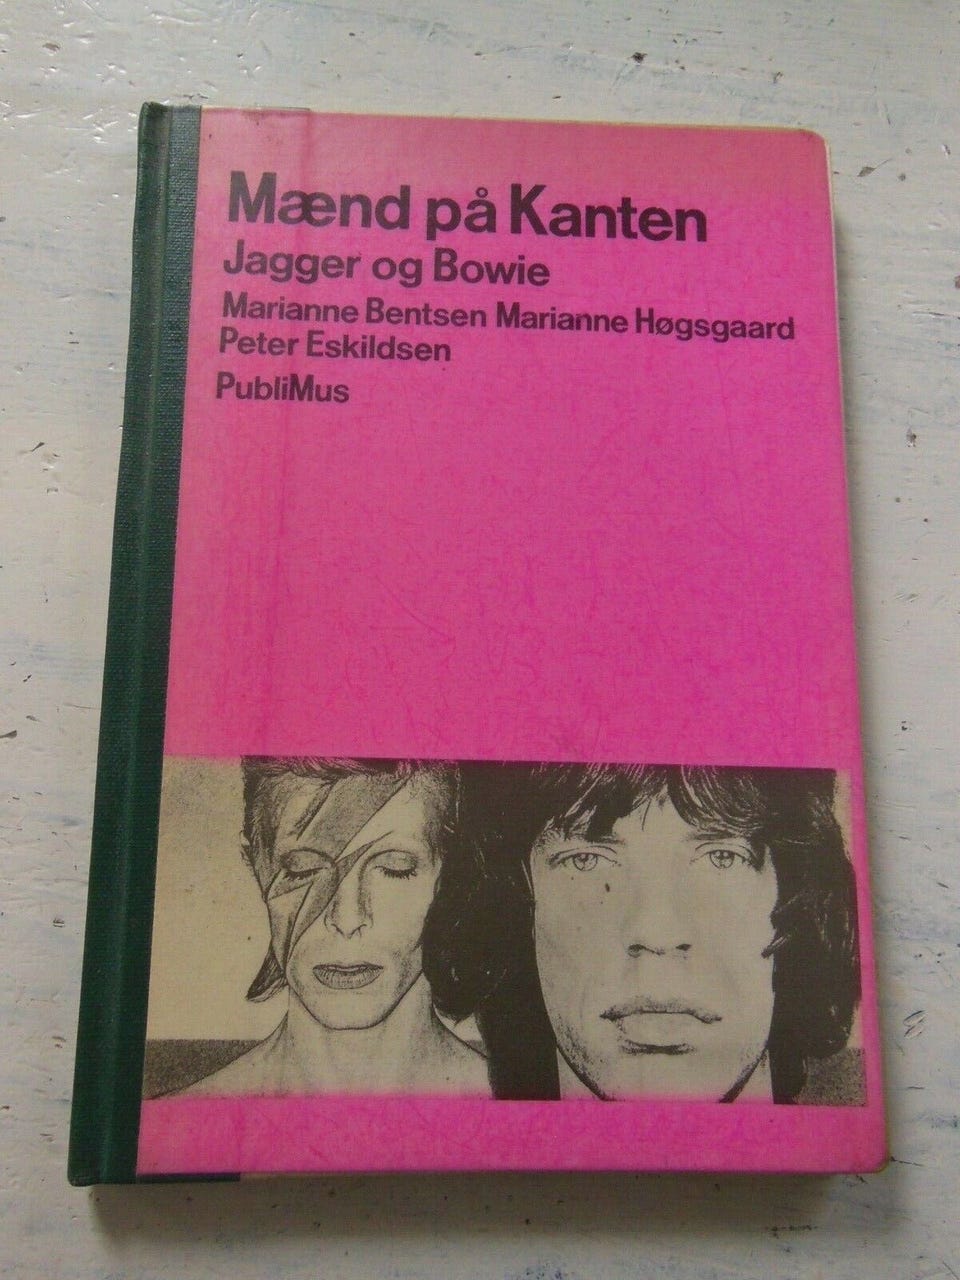 Mænd på Kanten
Jagger og Bowie
Marianne Bentsen Marianne Høgsgaard
Peter Eskildsen
PubliMus